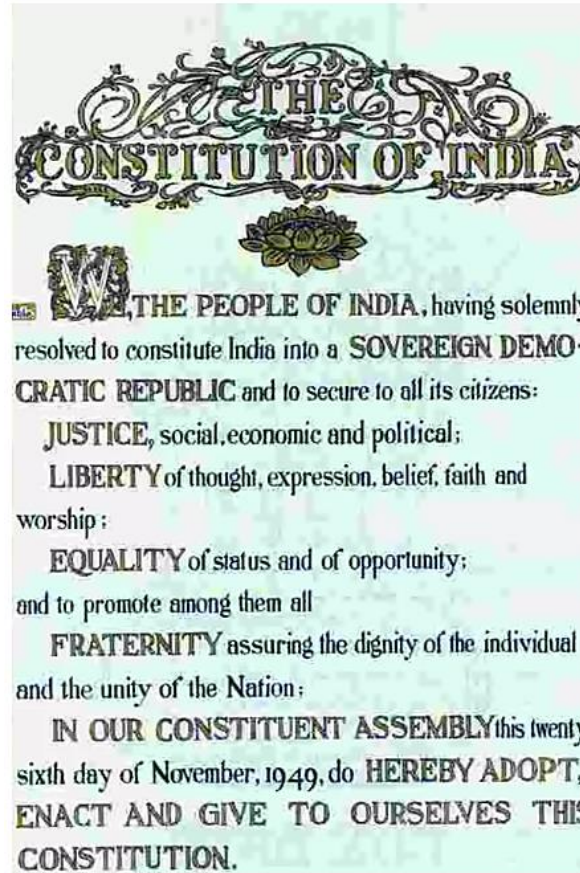 THE
CONSTITUTION OF INDIA
WE, THE PEOPLE OF INDIA, having solemnly
resolved to constitute India into a SOVEREIGN DEMO-
CRATIC REPUBLIC and to secure to all its citizens:
JUSTICE, social, economic and political;
LIBERTY of thought, expression, belief, faith and
worship;
EQUALITY of status and of opportunity;
and to promote among them all
FRATERNITY assuring the dignity of the individual
and the unity of the Nation;
IN OUR CONSTITUENT ASSEMBLY this twenty
sixth day of November, 1949, do HEREBY ADOPT,
ENACT AND GIVE TO OURSELVES THIS
CONSTITUTION.